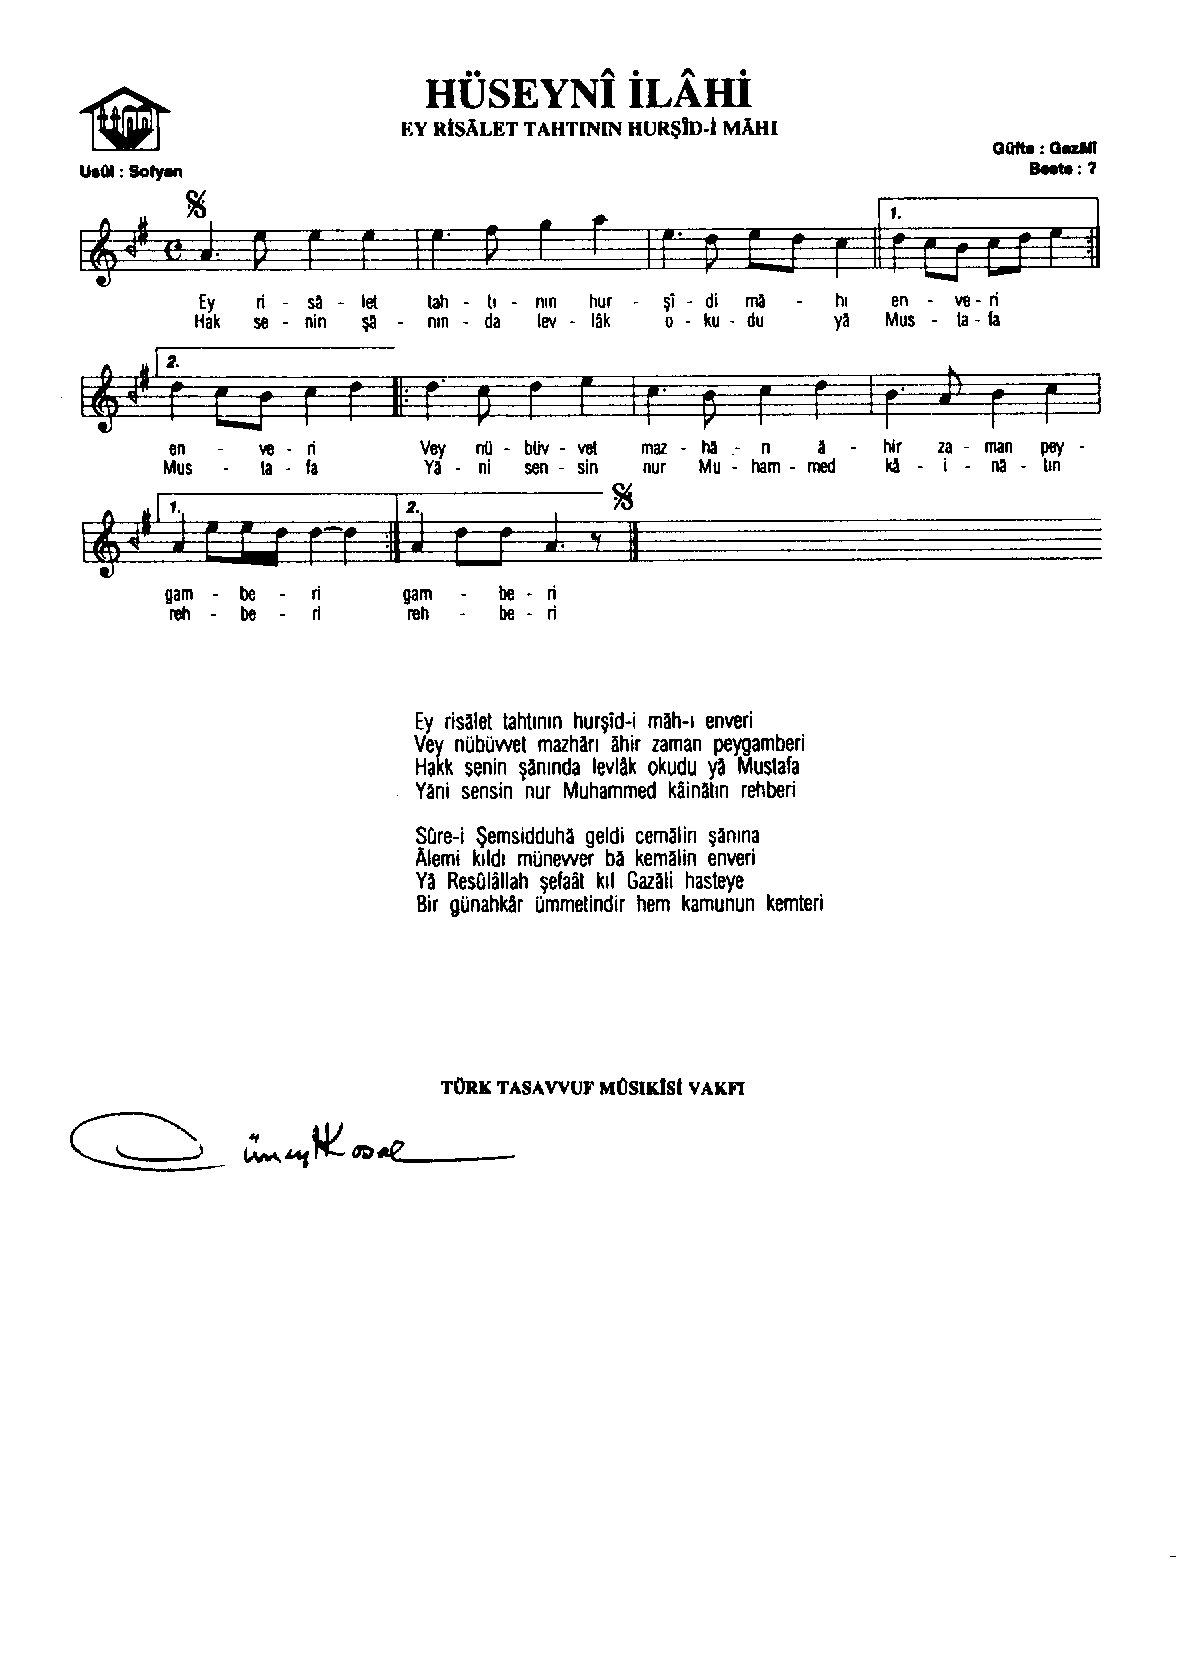 HÜSEYNÎ İLÂHİ
EY RİSÂLET TAHTININ HURŞÎD-İ MÂHI
Güfte : GazMî
Usûl : Sofyan
Beste : ?
1.
Ey ri - sâ - let tah - tı - nın hur - şî - di mâ - hı en - ve - ri
Hak se - nin şâ - nın - da lev - lâk o - ku - du yâ Mus - ta - fa
2.
en - ve - ri Vey nü - büv - vet maz - hâ - rı â - hir za - man pey -
Mus - ta - fa Yâ - ni sen - sin nur Mu - ham - med kâ - i - nâ - tın
1. 2.
gam - be - ri gam - be - ri
reh - be - ri reh - be - ri
Ey risâlet tahtının hurşîd-i mâh-ı enveri
Vey nübüvvet mazhârı âhir zaman peygamberi
Hakk senin şânında levlâk okudu yâ Mustafa
Yâni sensin nur Muhammed kâinâtın rehberi
Sûre-i Şemsidduhâ geldi cemâlin şânına
Âlemi kıldı münevver bâ kemâlin enveri
Yâ Resûlâllah şefaât kıl Gazâli hasteye
Bir günahkâr ümmetindir hem kamunun kemteri
TÜRK TASAVVUF MÛSIKÎSİ VAKFI
Cüneyt Kosal